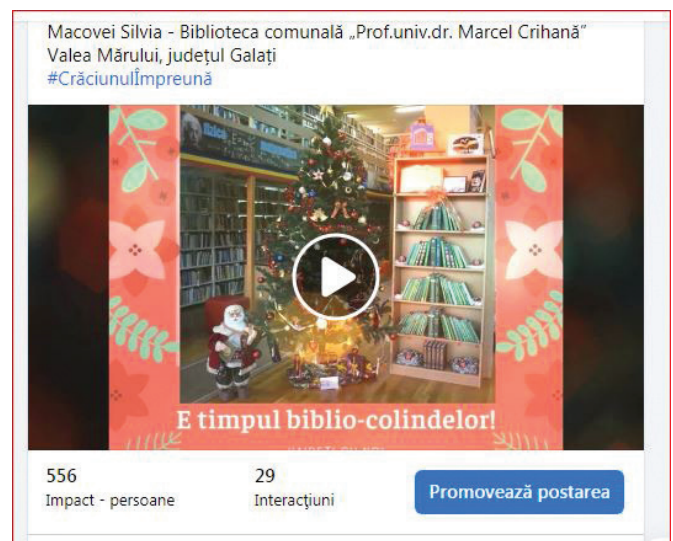 Macovei Silvia - Biblioteca comunală „Prof.univ.dr. Marcel Crihană”
Valea Mărului, județul Galați
#CrăciunulÎmpreună
E timpul biblio-colindelor!
556
Impact - persoane
29
Interacţiuni
Promovează postarea